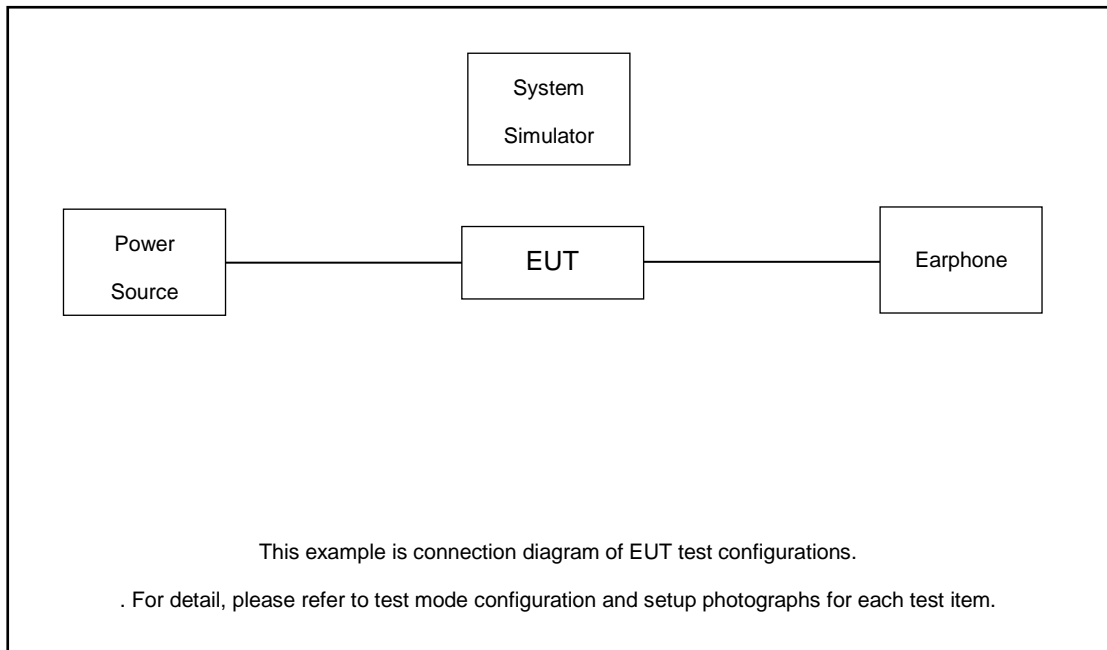 System
Simulator
Power
Source
EUT
Earphone
This example is connection diagram of EUT test configurations.
. For detail, please refer to test mode configuration and setup photographs for each test item.